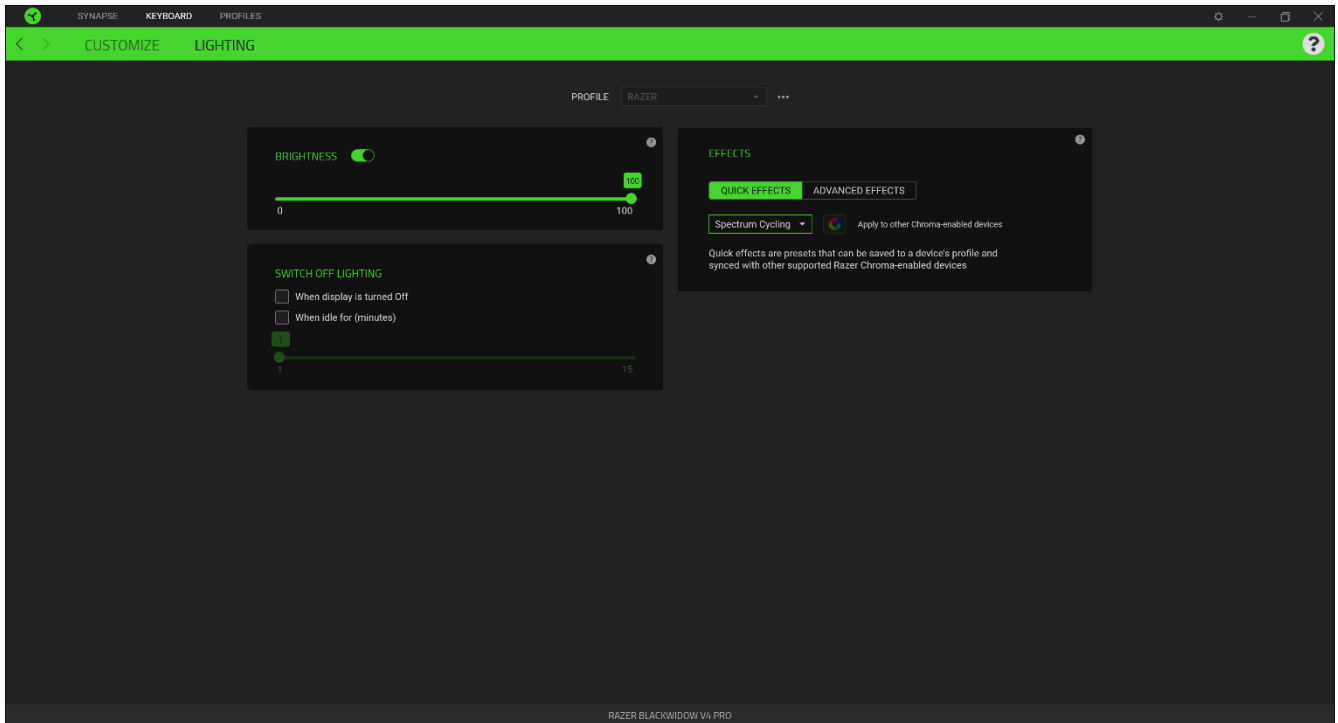 SYNAPSE KEYBOARD PROFILES
CUSTOMIZE LIGHTING ?
PROFILE RAZER
BRIGHTNESS ?
100
0 100
SWITCH OFF LIGHTING ?
When display is turned Off
When idle for (minutes)
1
1 15
EFFECTS ?
QUICK EFFECTS ADVANCED EFFECTS
Spectrum Cycling Apply to other Chroma-enabled devices
Quick effects are presets that can be saved to a device's profile and
synced with other supported Razer Chroma-enabled devices
RAZER BLACKWIDOW V4 PRO